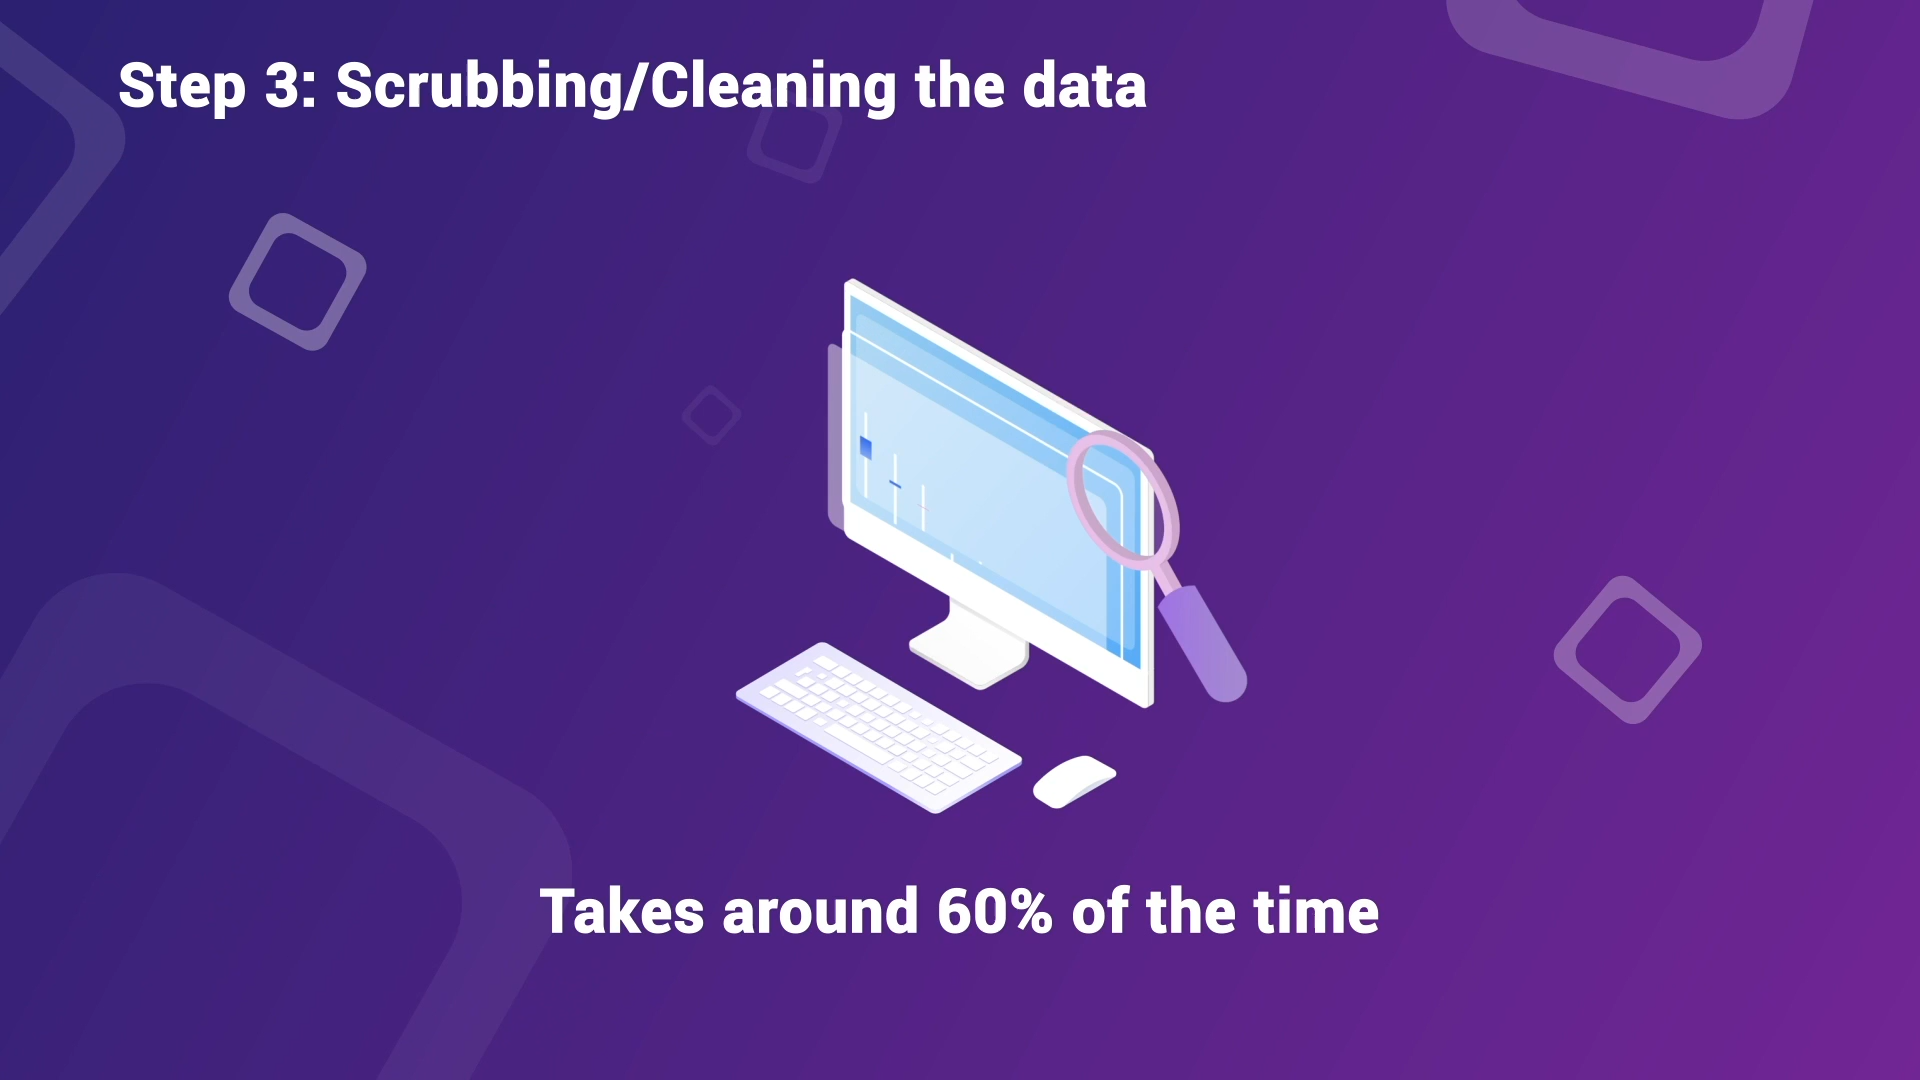 Step 3: Scrubbing/Cleaning the data
Takes around 60% of the time